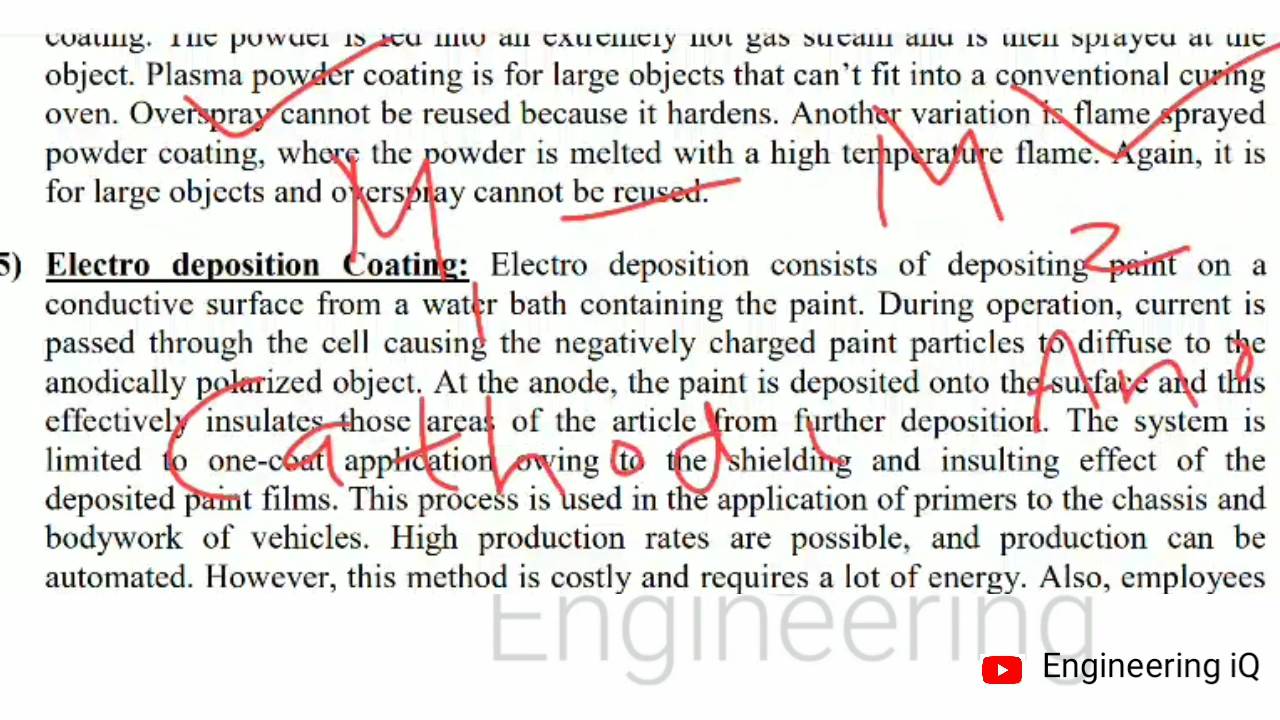 coating. The powder is fed into an extremely hot gas stream and is then sprayed at the
object. Plasma powder coating is for large objects that can't fit into a conventional curing
oven. Overspray cannot be reused because it hardens. Another variation is flame sprayed
powder coating, where the powder is melted with a high temperature flame. Again, it is
for large objects and overspray cannot be reused.
M1
M2
5) Electro deposition Coating: Electro deposition consists of depositing paint on a
conductive surface from a water bath containing the paint. During operation, current is
passed through the cell causing the negatively charged paint particles to diffuse to the
anodically polarized object. At the anode, the paint is deposited onto the surface and this
effectively insulates those areas of the article from further deposition. The system is
limited to one-coat application owing to the shielding and insulting effect of the
deposited paint films. This process is used in the application of primers to the chassis and
bodywork of vehicles. High production rates are possible, and production can be
automated. However, this method is costly and requires a lot of energy. Also, employees
Cathodi
Ano
Engineering
Engineering iQ